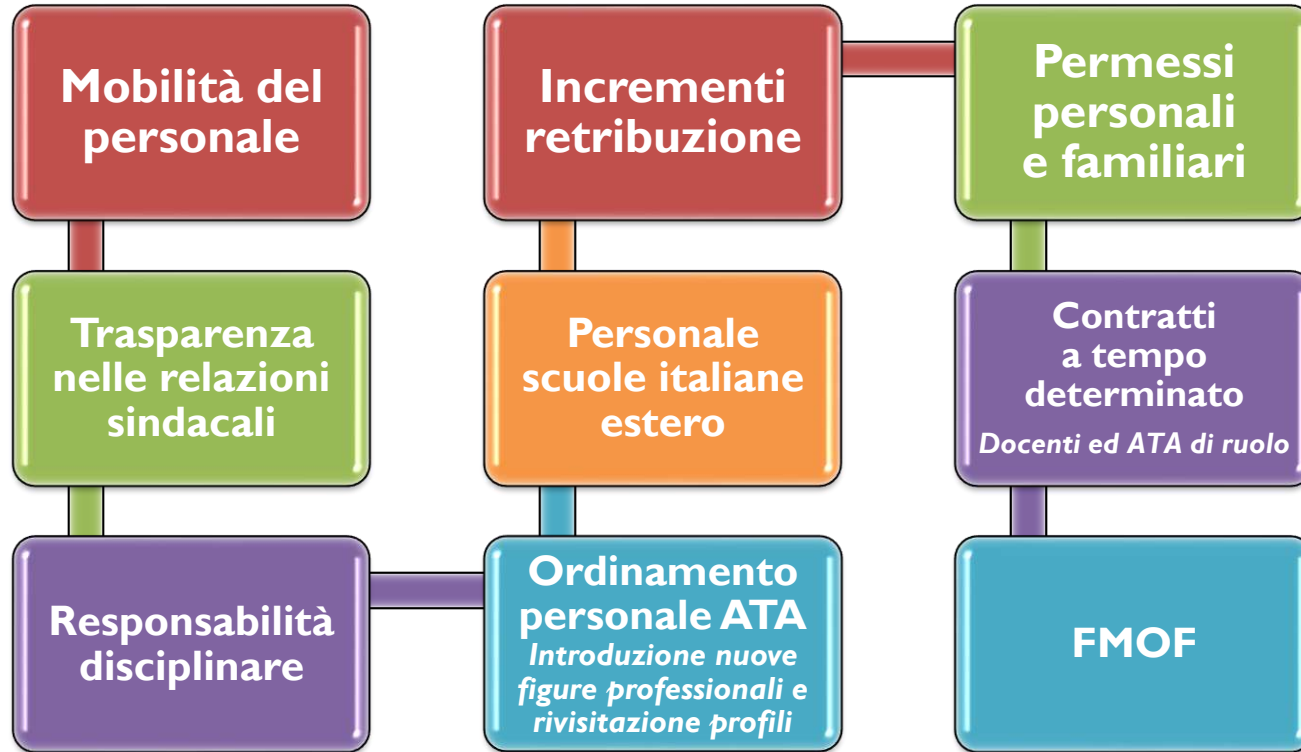 Mobilità del
personale
Trasparenza
nelle relazioni
sindacali
Responsabilità
disciplinare
Ordinamento
personale ATA
Introduzione nuove
figure professionali e
rivisitazione profili
Personale
scuole italiane
estero
Incrementi
retribuzione
Permessi
personali
e familiari
Contratti
a tempo
determinato
Docenti ed ATA di ruolo
FMOF